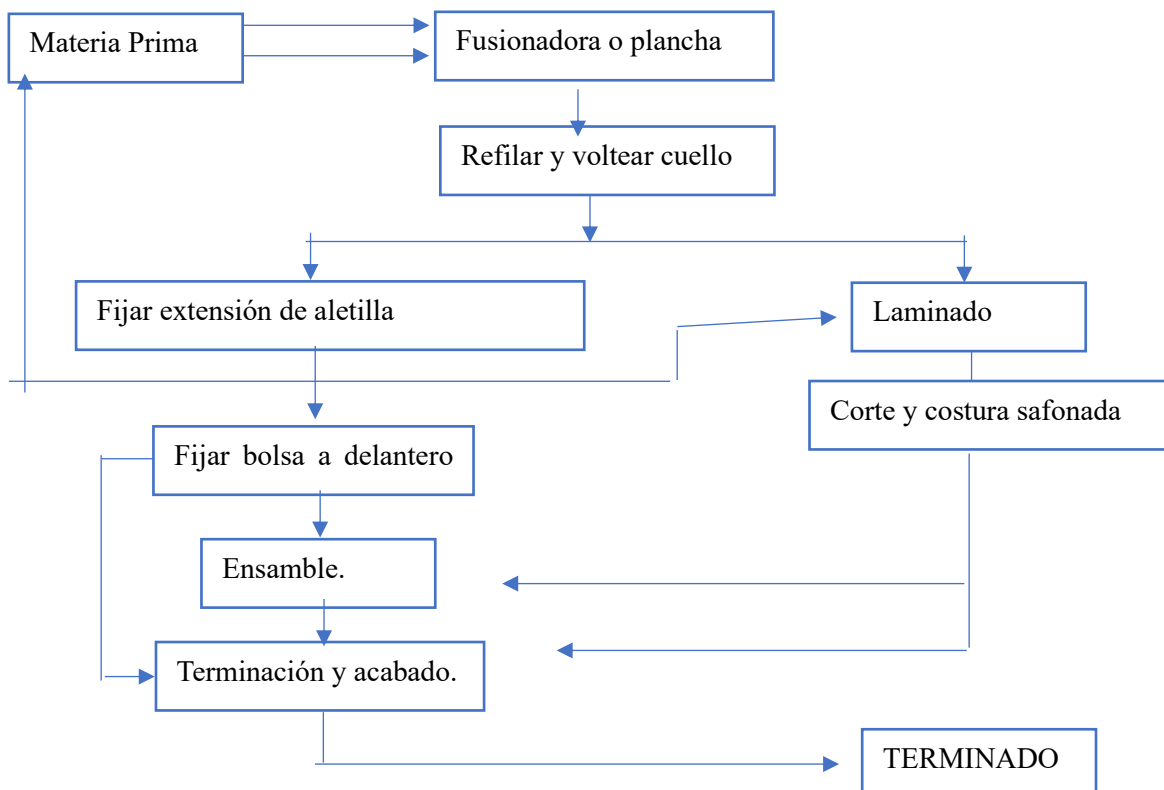 Materia Prima
Fusionadora o plancha
Refilar y voltear cuello
Fijar extensión de aletilla
Laminado
Corte y costura safonada
Fijar bolsa a delantero
Ensamble.
Terminación y acabado.
TERMINADO